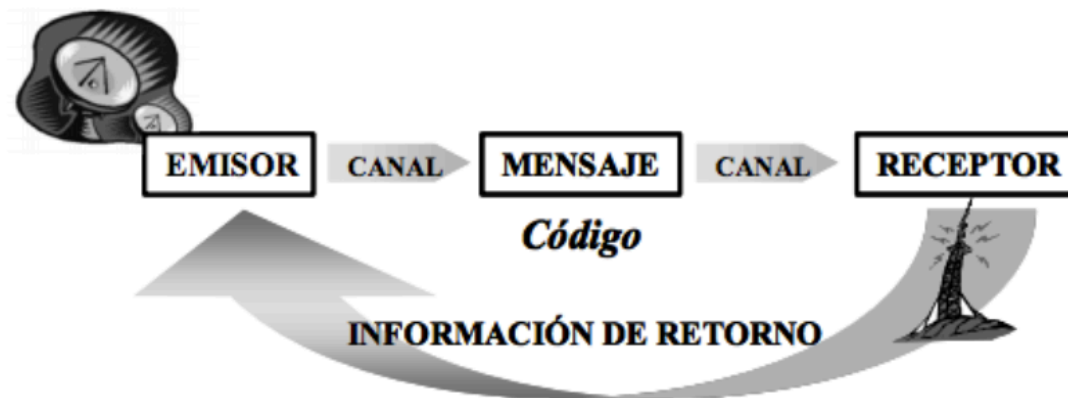 EMISOR CANAL MENSAJE CANAL RECEPTOR
Código
INFORMACIÓN DE RETORNO